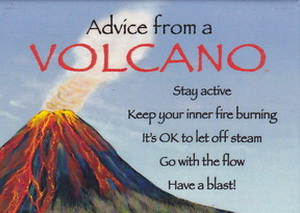 Advice from a
VOLCANO
Stay active
Keep your inner fire burning
It's OK to let off steam
Go with the flow
Have a blast!